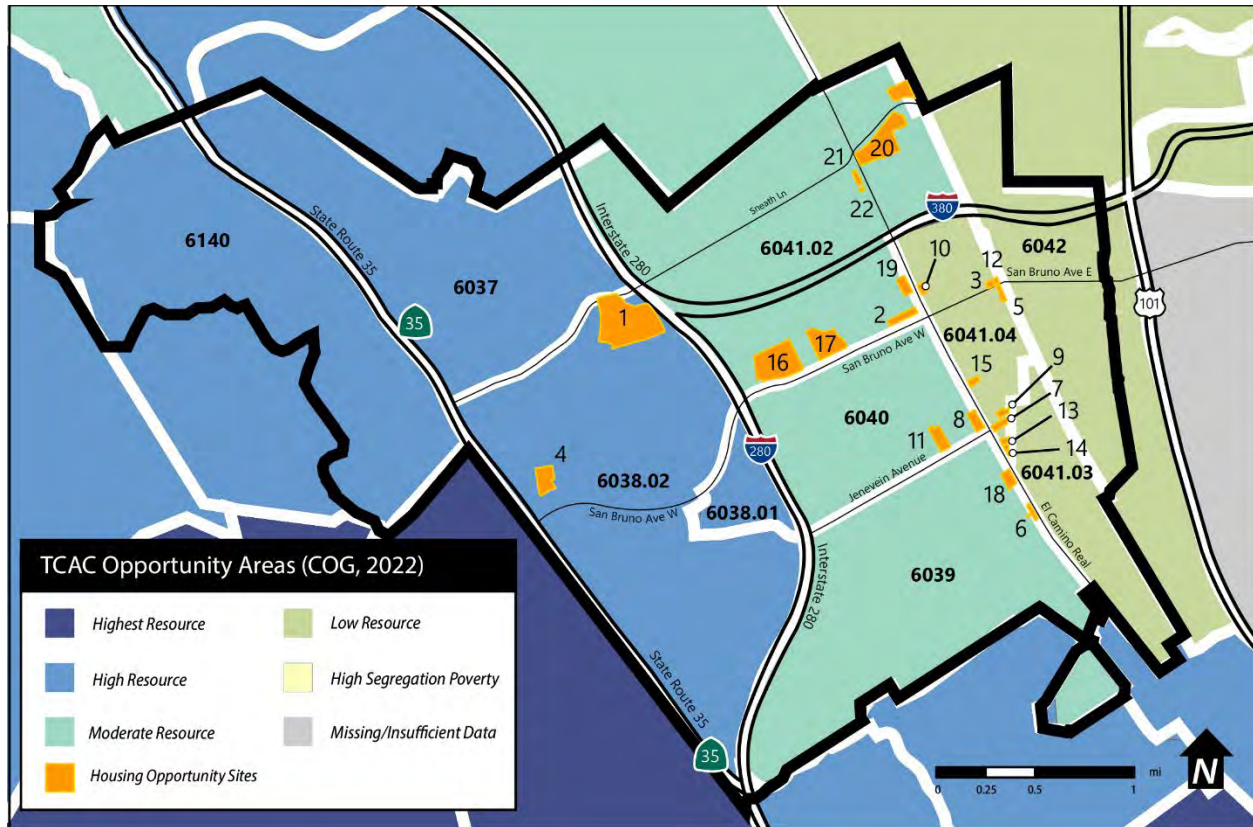 21
20
22
Sneath Ln
380
State Route 35
Interstate 280
6140
6037
6041.02
6042
10
12
San Bruno Ave E
19
3
5
101
35
1
2
6041.04
16
17
San Bruno Ave W
15
9
7
6040
8
13
11
14
280
4
6038.02
6041.03
Jenevein Avenue
18
San Bruno Ave W
6038.01
6
El Camino Real
6039
Interstate 280
State Route 35
35
TCAC Opportunity Areas (COG, 2022)
Highest Resource
Low Resource
High Resource
High Segregation Poverty
Moderate Resource
Missing/Insufficient Data
Housing Opportunity Sites
mi
0 0.25 0.5 1
N